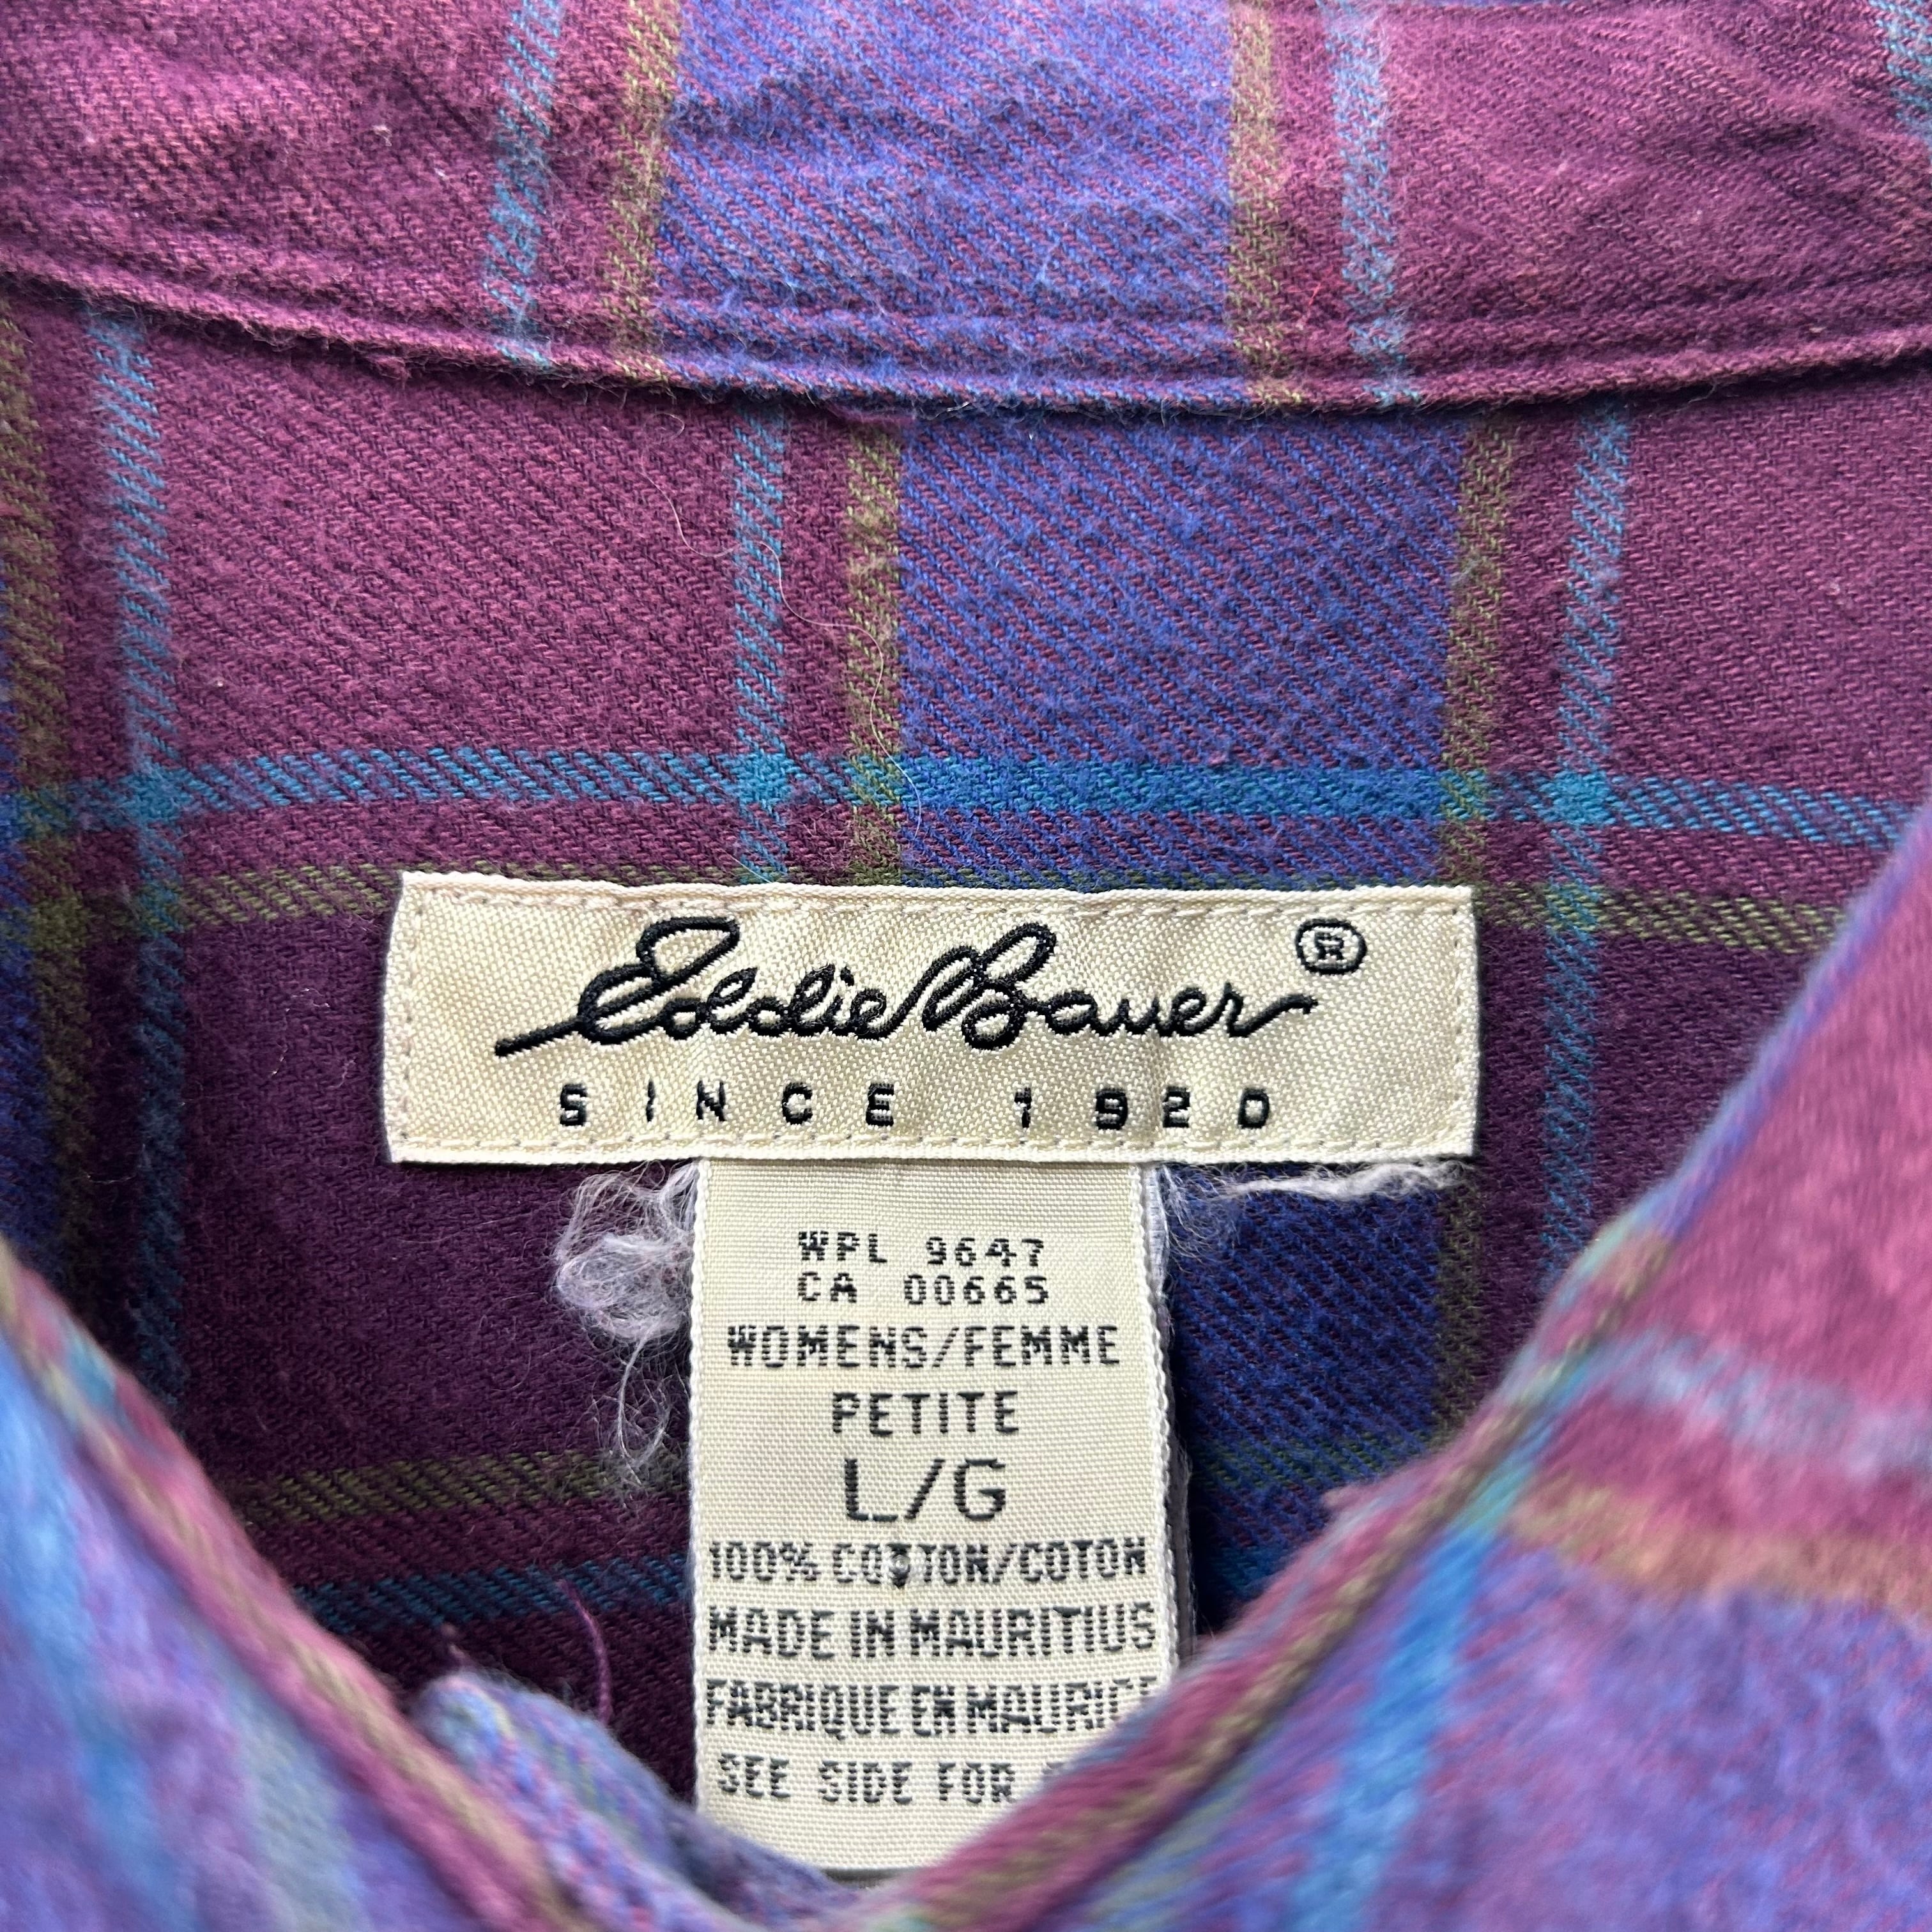 Eddie Bauer ®
SINCE 1920
WPL 9647
CA 00665
WOMENS/FEMME
PETITE
L/G
100% COTTON/COTON
MADE IN MAURITIUS
FABRIQUE EN MAURICE
SEE SIDE FOR